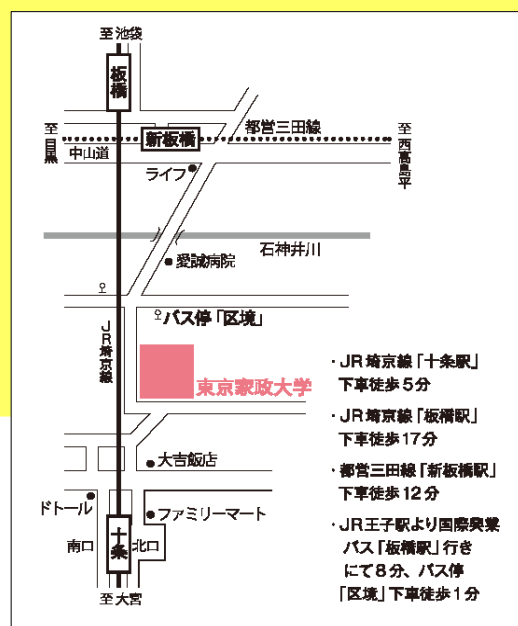 至池袋
板橋
都営三田線
至目黒
新板橋
至西高島平
中山道
ライフ
石神井川
愛誠病院
バス停「区境」
JR埼京線
東京家政大学
大吉飯店
ドトール
ファミリーマート
十条
南口
北口
至大宮
・JR埼京線「十条駅」
下車徒歩5分
・JR埼京線「板橋駅」
下車徒歩17分
・都営三田線「新板橋駅」
下車徒歩12分
・JR王子駅より国際興業
バス「板橋駅」行き
にて8分、バス停
「区境」下車徒歩1分